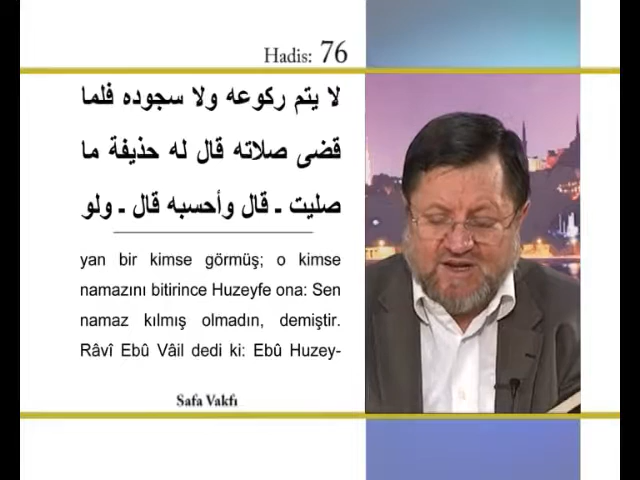 Hadis: 76
لا يتم ركوعه ولا سجوده فلما
قضى صلاته قال له حذيفة ما
صليت ـ قال وأحسبه قال ـ ولو
yan bir kimse görmüş; o kimse
namazını bitirince Huzeyfe ona: Sen
namaz kılmış olmadın, demiştir.
Râvî Ebû Vâil dedi ki: Ebû Huzey-
Safa Vakfı